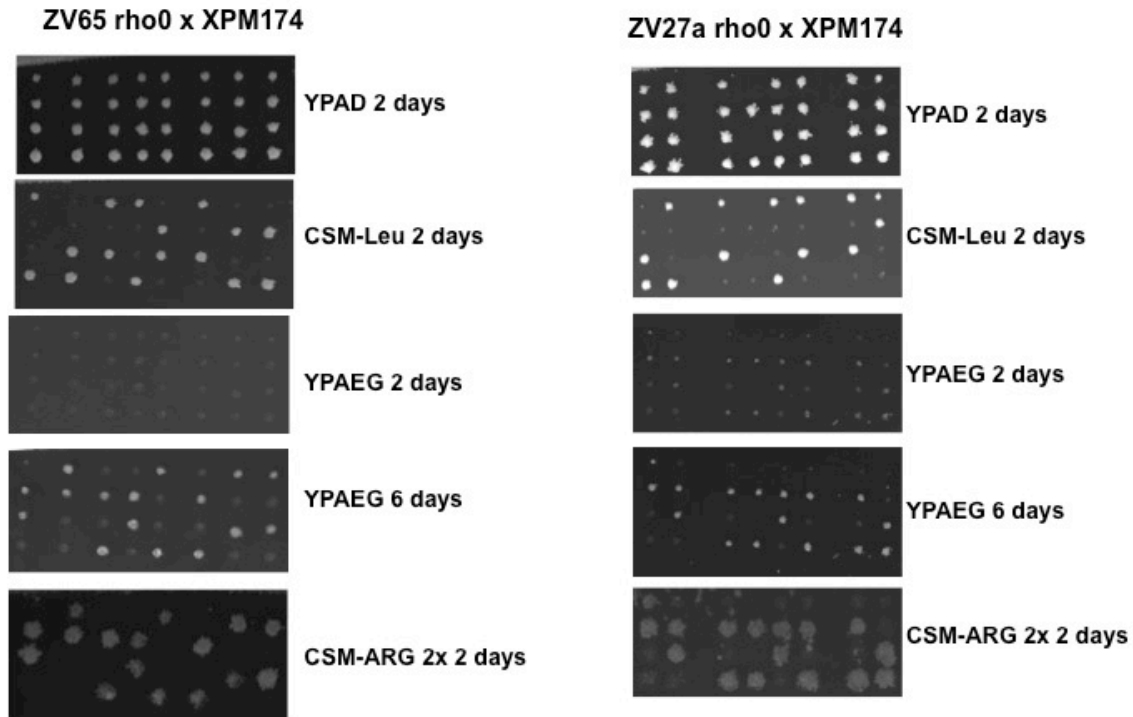 ZV65 rho0 x XPM174
YPAD 2 days
CSM-Leu 2 days
YPAEG 2 days
YPAEG 6 days
CSM-ARG 2x 2 days
ZV27a rho0 x XPM174
YPAD 2 days
CSM-Leu 2 days
YPAEG 2 days
YPAEG 6 days
CSM-ARG 2x 2 days